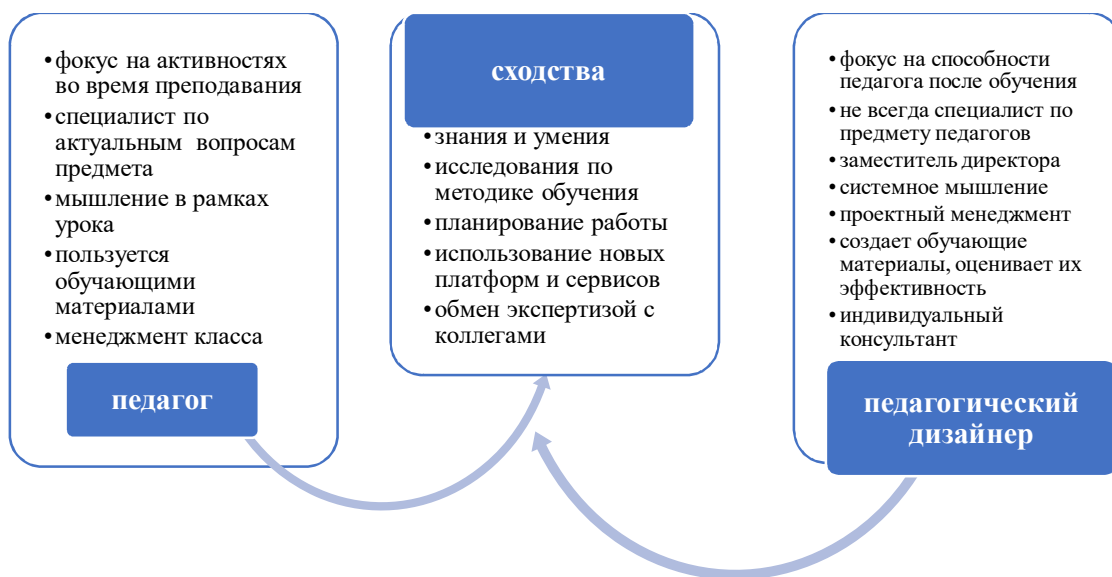 •фокус на активностях
во время преподавания
•специалист по
актуальным вопросам
предмета
•мышление в рамках
урока
•пользуется
обучающими
материалами
•менеджмент класса
педагог
сходства
•знания и умения
•исследования по
методике обучения
•планирование работы
•использование новых
платформ и сервисов
•обмен экспертизой с
коллегами
•фокус на способности
педагога после обучения
•не всегда специалист по
предмету педагогов
•заместитель директора
•системное мышление
•проектный менеджмент
•создает обучающие
материалы, оценивает их
эффективность
•индивидуальный
консультант
педагогический
дизайнер